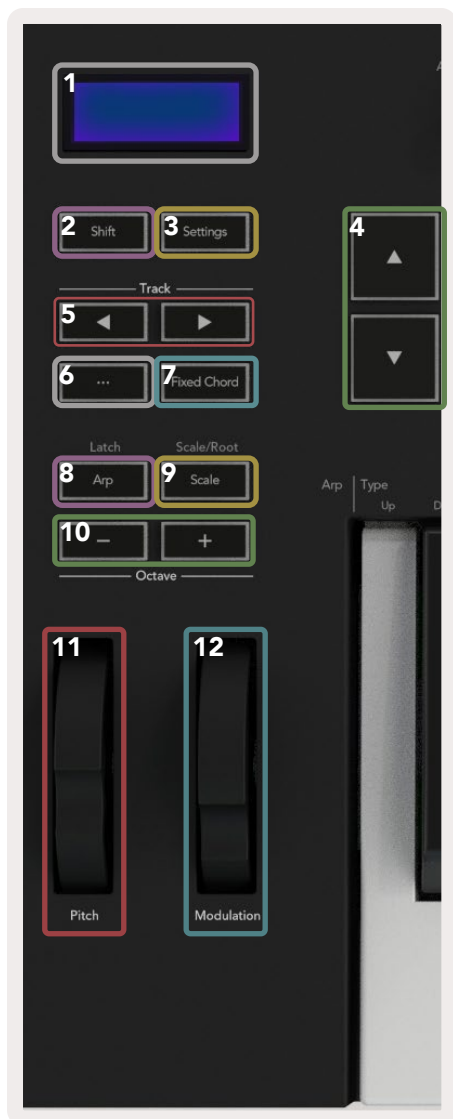 1
A
2 Shift 3 Settings 4
▲
Track
5 ◀ ▶
▼
6 ... 7 Fixed Chord
Latch Scale/Root
8 Arp 9 Scale
Arp Type
Up D
10 − +
Octave
11 12
Pitch Modulation